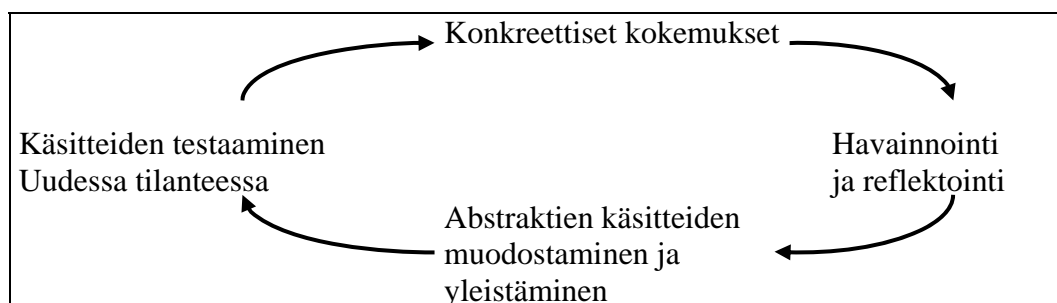 Konkreettiset kokemukset
Käsitteiden testaaminen
Uudessa tilanteessa
Havainnointi
ja reflektointi
Abstraktien käsitteiden
muodostaminen ja
yleistäminen